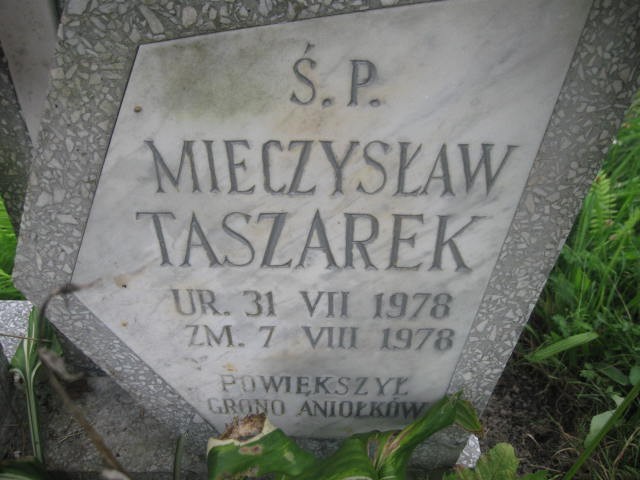 Ś.P.
MIECZYSŁAW
TASZAREK
UR. 31 VII 1978
ZM. 7 VIII 1978
POWIĘKSZYŁ
GRONO ANIOŁKÓW